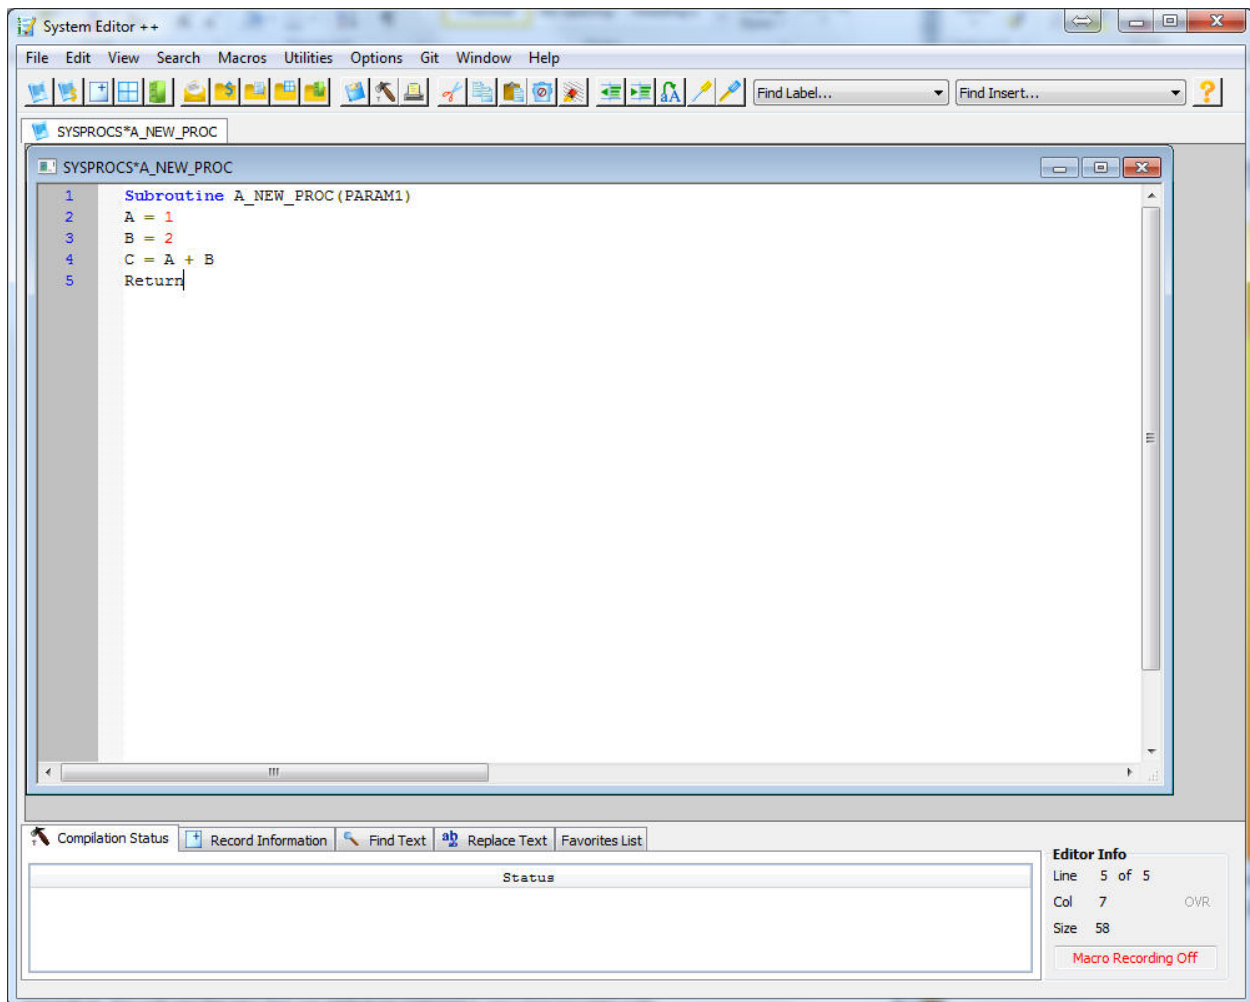 System Editor ++
File Edit View Search Macros Utilities Options Git Window Help
Find Label... Find Insert...
SYSPROCS*A_NEW_PROC
SYSPROCS*A_NEW_PROC
1 Subroutine A_NEW_PROC(PARAM1)
2 A = 1
3 B = 2
4 C = A + B
5 Return
Compilation Status Record Information Find Text Replace Text Favorites List
Status
Editor Info
Line 5 of 5
Col 7 OVR
Size 58
Macro Recording Off